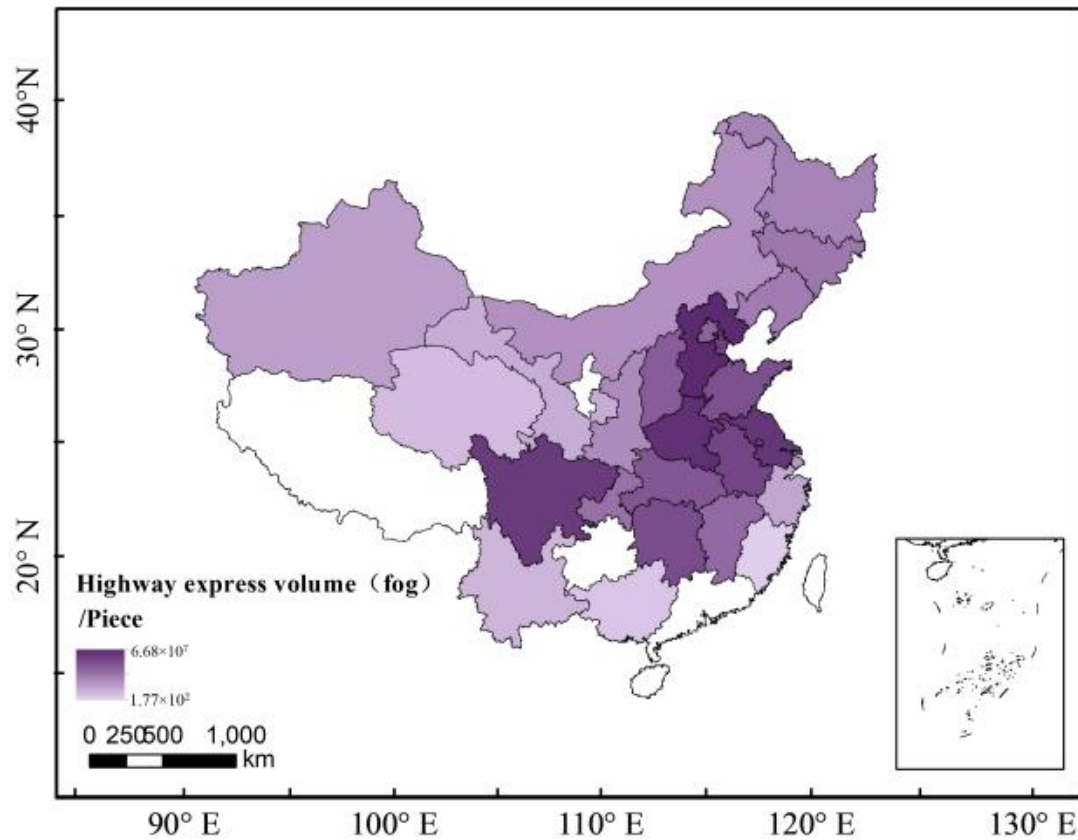 40°N
30° N
20° N
Highway express volume（fog）
/Piece
6.68×10⁷
1.77×10²
0 250500 1,000
km
90° E 100° E 110° E 120° E 130° E